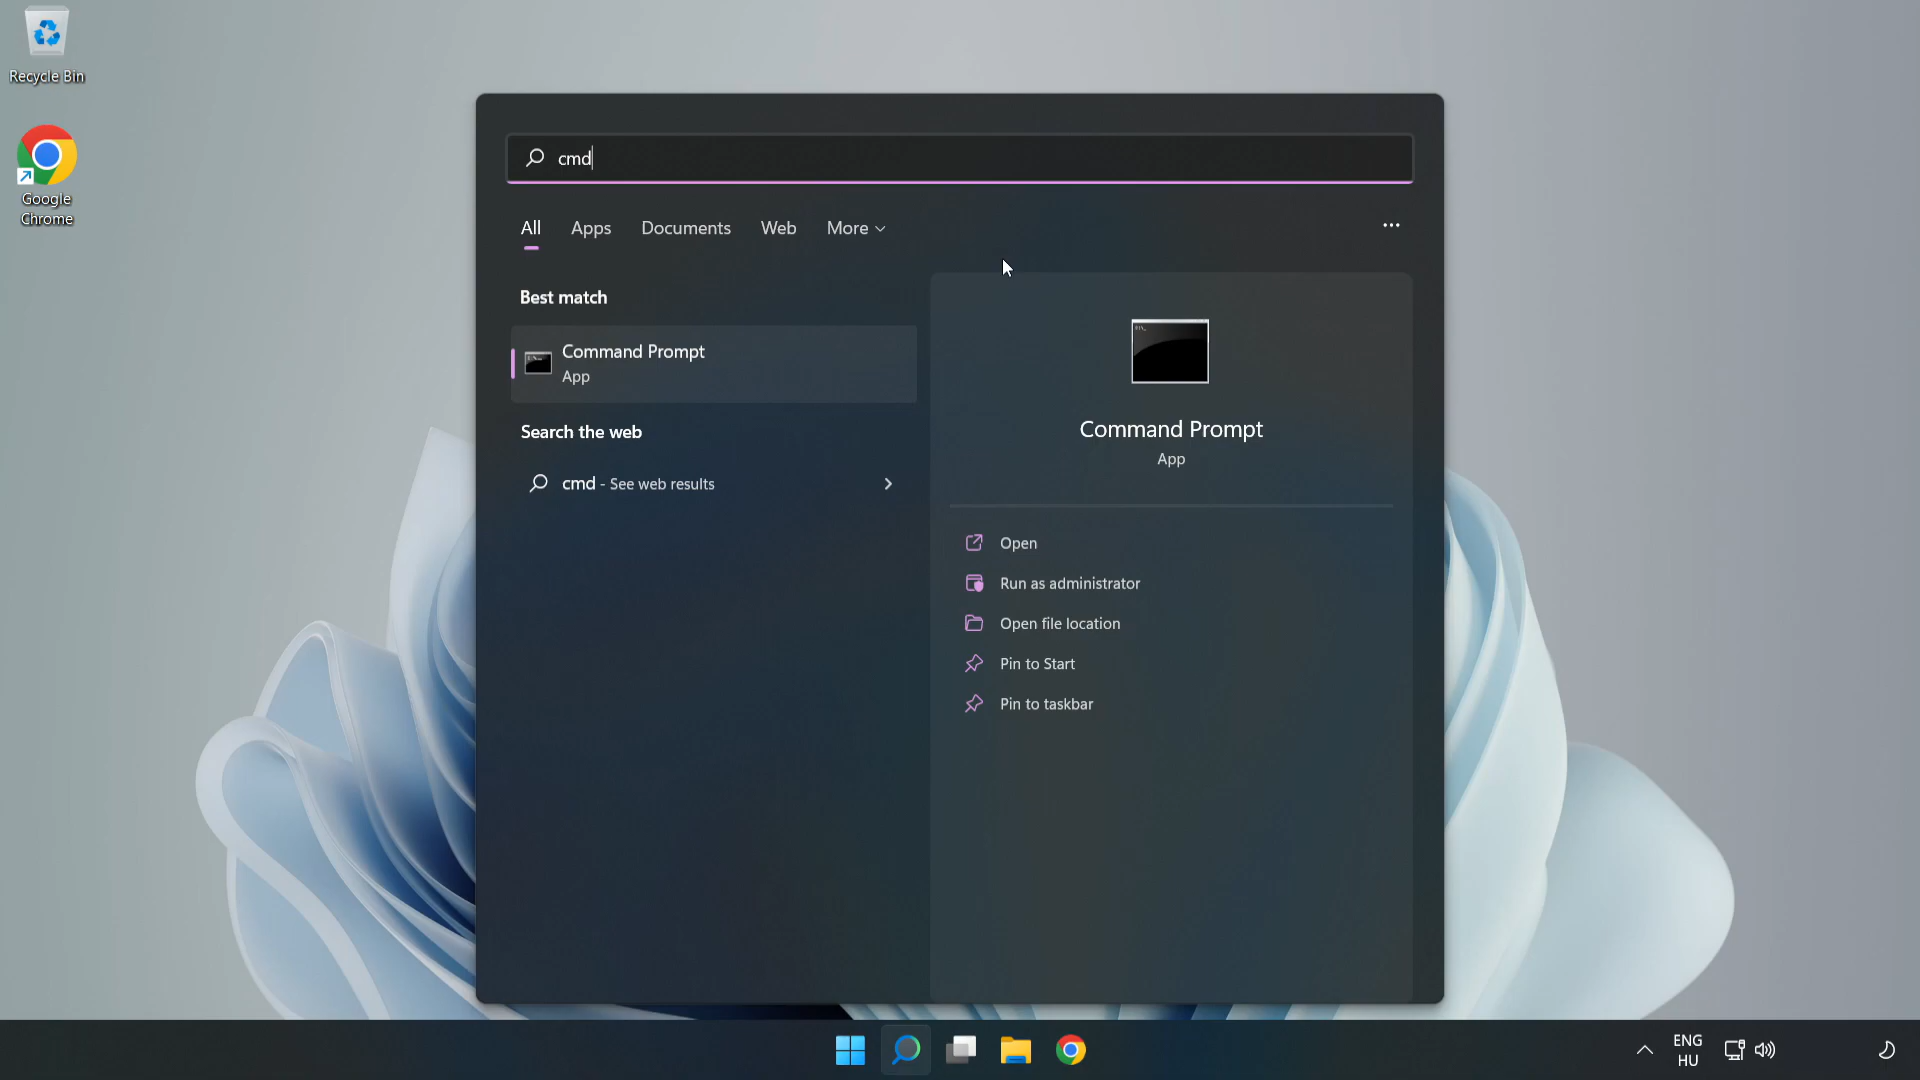 Recycle Bin
Google
Chrome
cmd
All
Apps
Documents
Web
More
Best match
Command Prompt
App
Search the web
cmd - See web results
Command Prompt
App
Open
Run as administrator
Open file location
Pin to Start
Pin to taskbar
ENG
HU